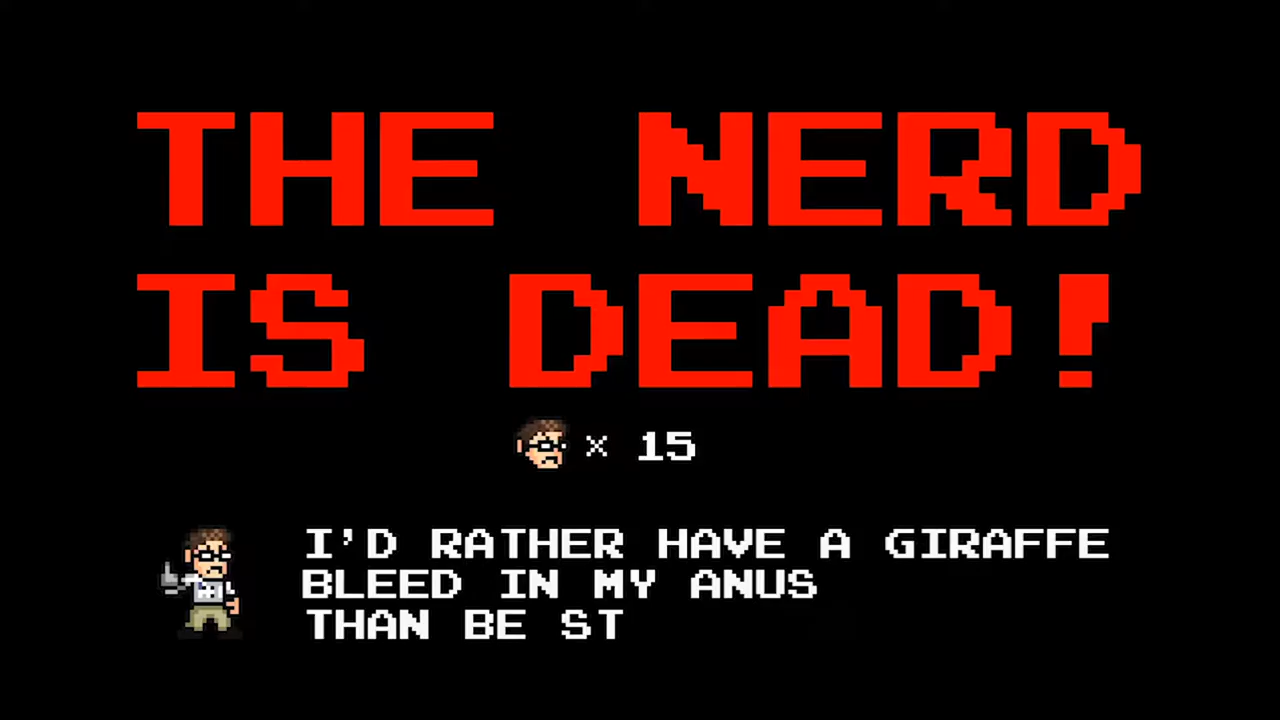 THE NERD
IS DEAD!
× 15
I'D RATHER HAVE A GIRAFFE
BLEED IN MY ANUS
THAN BE ST